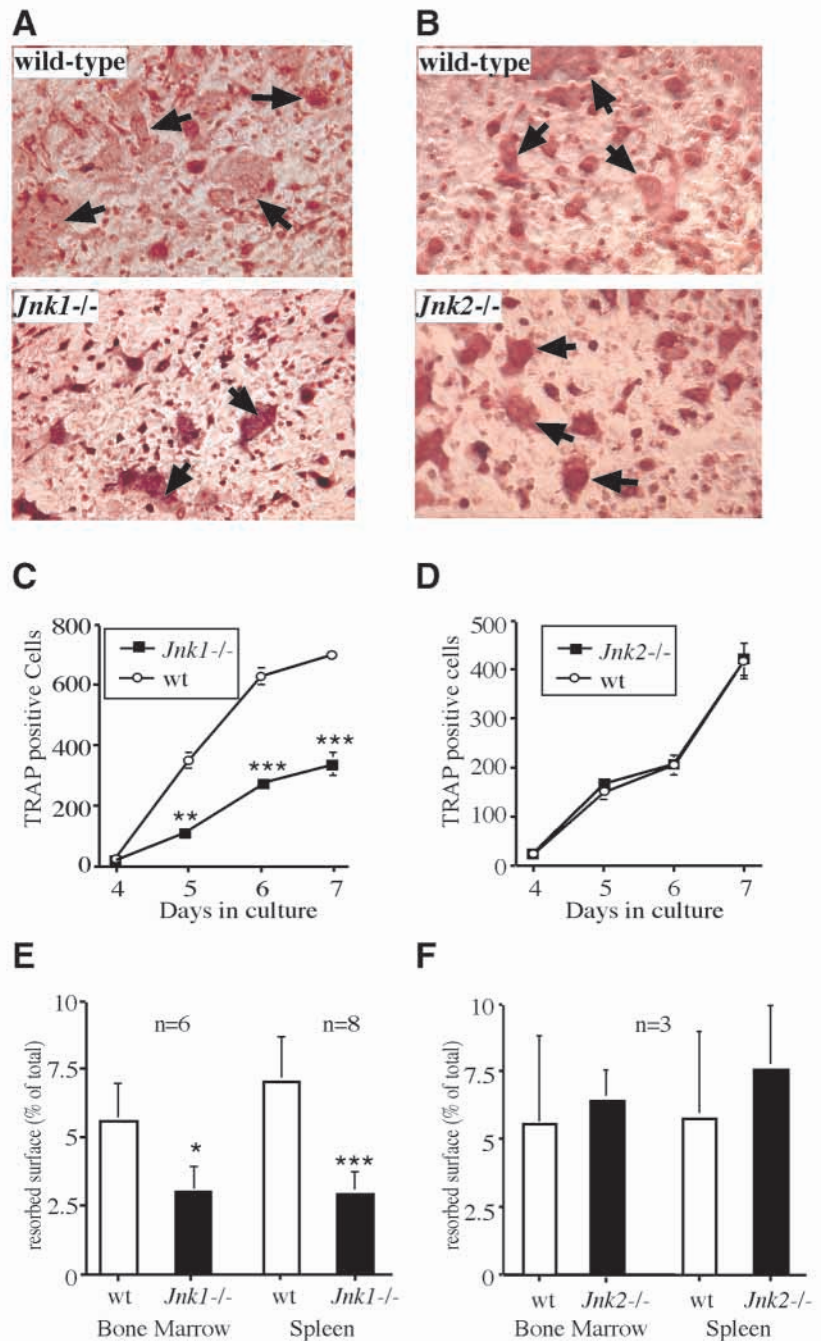 A
B
wild-type
wild-type
Jnk1-/-
Jnk2-/-
C
D
800
600
400
200
0
TRAP positive Cells
Jnk1-/-
wt
**
***
***
4 5 6 7
Days in culture
500
400
300
200
100
0
TRAP positive cells
Jnk2-/-
wt
4 5 6 7
Days in culture
E
F
10
7.5
5
2.5
0
resorbed surface (% of total)
n=6 n=8
*
***
wt Jnk1-/- wt Jnk1-/-
Bone Marrow Spleen
10
7.5
5
2.5
0
resorbed surface (% of total)
n=3
wt Jnk2-/- wt Jnk2-/-
Bone Marrow Spleen